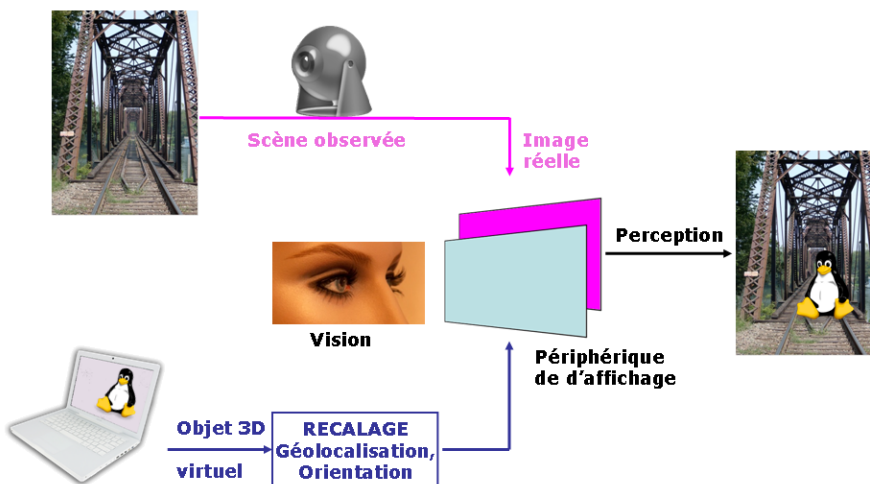 Scène observée
Image
réelle
Perception
Vision
Périphérique
de d'affichage
Objet 3D
virtuel
RECALAGE
Géolocalisation,
Orientation